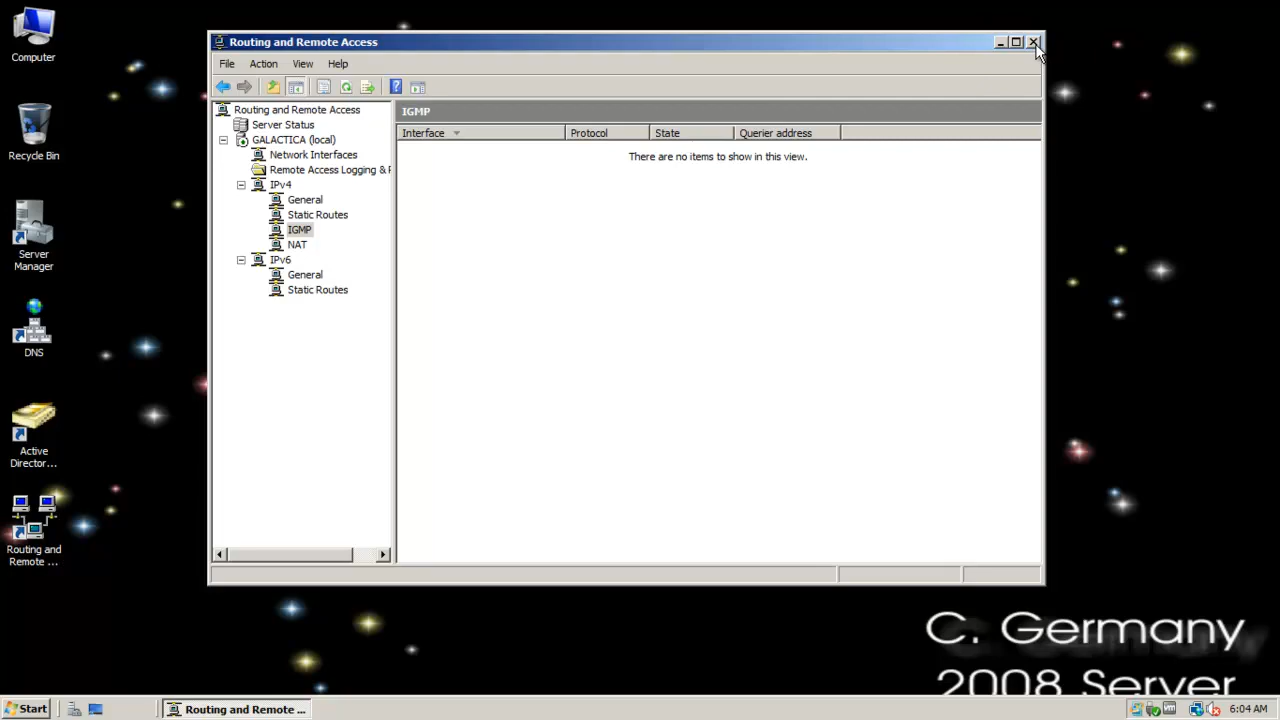 Computer
Recycle Bin
Server
Manager
DNS
Active
Director...
Routing and
Remote ...
Routing and Remote Access
File Action View Help
Routing and Remote Access
Server Status
GALACTICA (local)
Network Interfaces
Remote Access Logging &
IPv4
General
Static Routes
IGMP
NAT
IPv6
General
Static Routes
IGMP
Interface Protocol State Querier address
There are no items to show in this view.
C. Germany
2008 Server
Start
Routing and Remote ...
6:04 AM